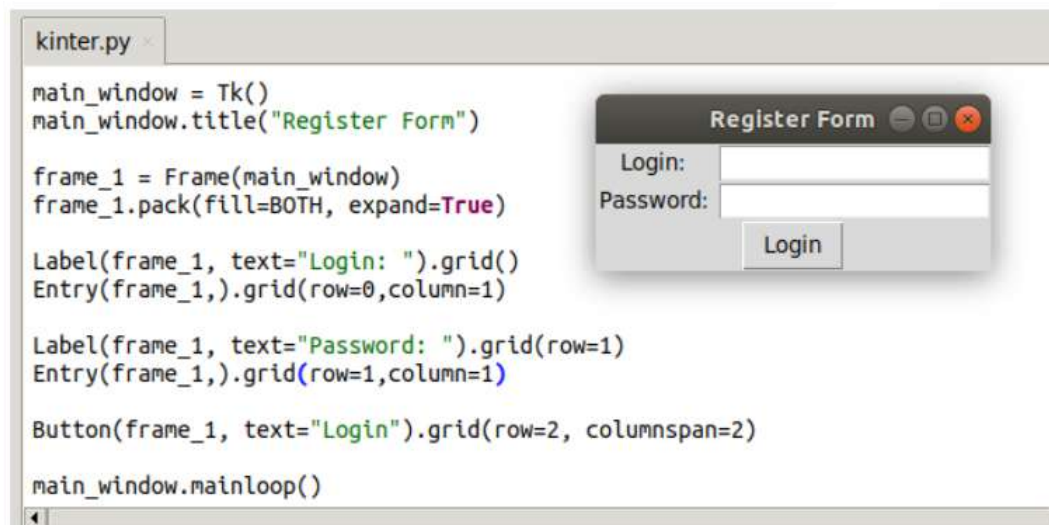 kinter.py ×
main_window = Tk()
main_window.title("Register Form")
frame_1 = Frame(main_window)
frame_1.pack(fill=BOTH, expand=True)
Label(frame_1, text="Login: ").grid()
Entry(frame_1,).grid(row=0,column=1)
Label(frame_1, text="Password: ").grid(row=1)
Entry(frame_1,).grid(row=1,column=1)
Button(frame_1, text="Login").grid(row=2, columnspan=2)
main_window.mainloop()
Register Form
Login:
Password:
Login